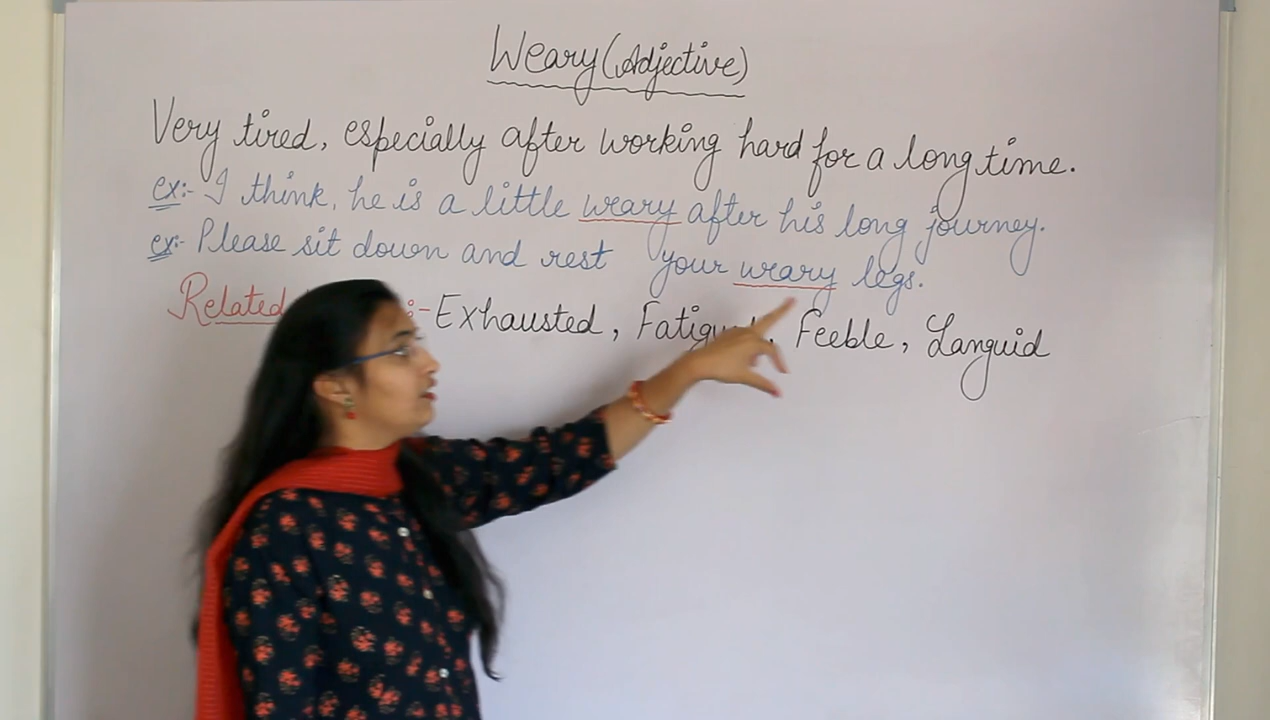 Weary (Adjective)
Very tired, especially after working hard for a long time.
ex:- I think, he is a little weary after his long journey.
ex:- Please sit down and rest your weary legs.
Related :- Exhausted, , Feeble, Languid